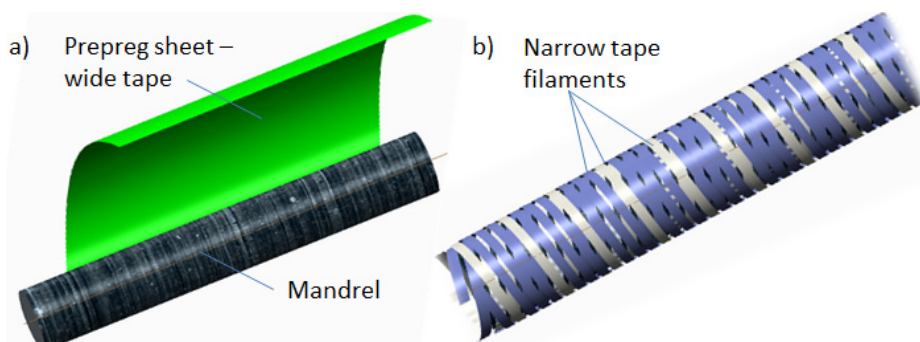 a)
Prepreg sheet –
wide tape
Mandrel
b)
Narrow tape
filaments